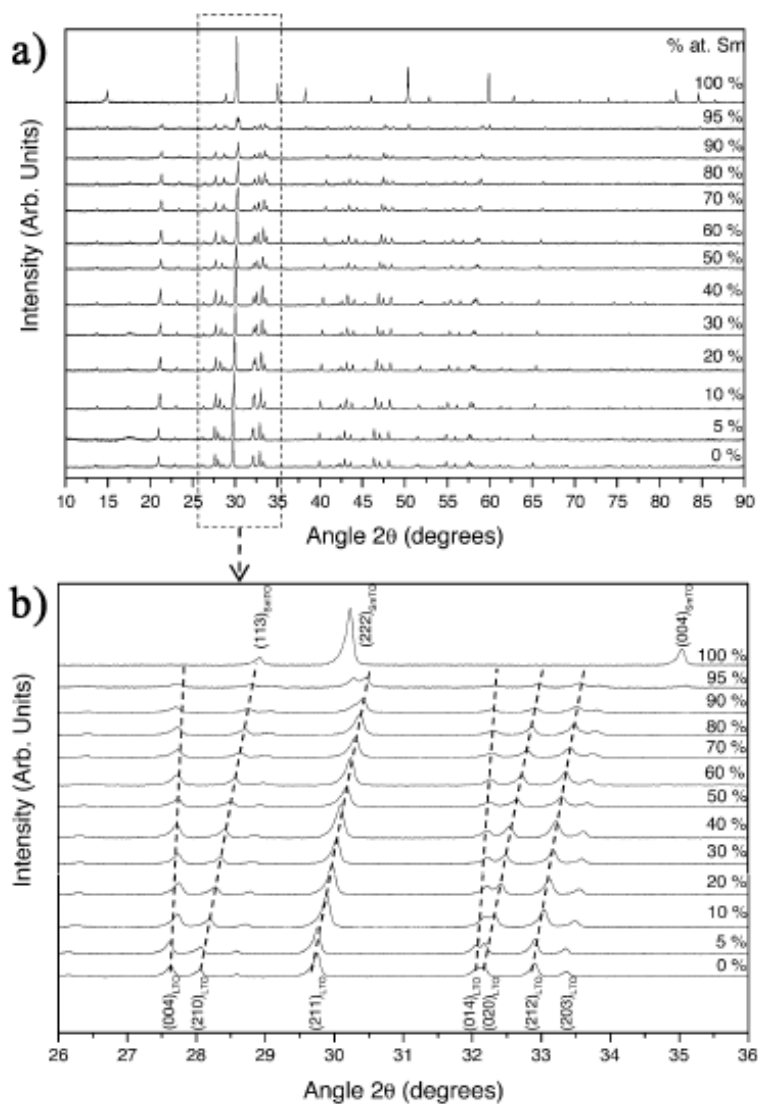 a)
% at. Sm
100 %
95 %
90 %
80 %
70 %
60 %
50 %
40 %
30 %
20 %
10 %
5 %
0 %
Intensity (Arb. Units)
10 15 20 25 30 35 40 45 50 55 60 65 70 75 80 85 90
Angle 2θ (degrees)
b)
(113)SmTO
(222)SmTO
(004)SmTO
100 %
95 %
90 %
80 %
70 %
60 %
50 %
40 %
30 %
20 %
10 %
5 %
0 %
Intensity (Arb. Units)
(004)LTO
(210)LTO
(211)LTO
(014)LTO
(020)LTO
(212)LTO
(203)LTO
26 27 28 29 30 31 32 33 34 35 36
Angle 2θ (degrees)